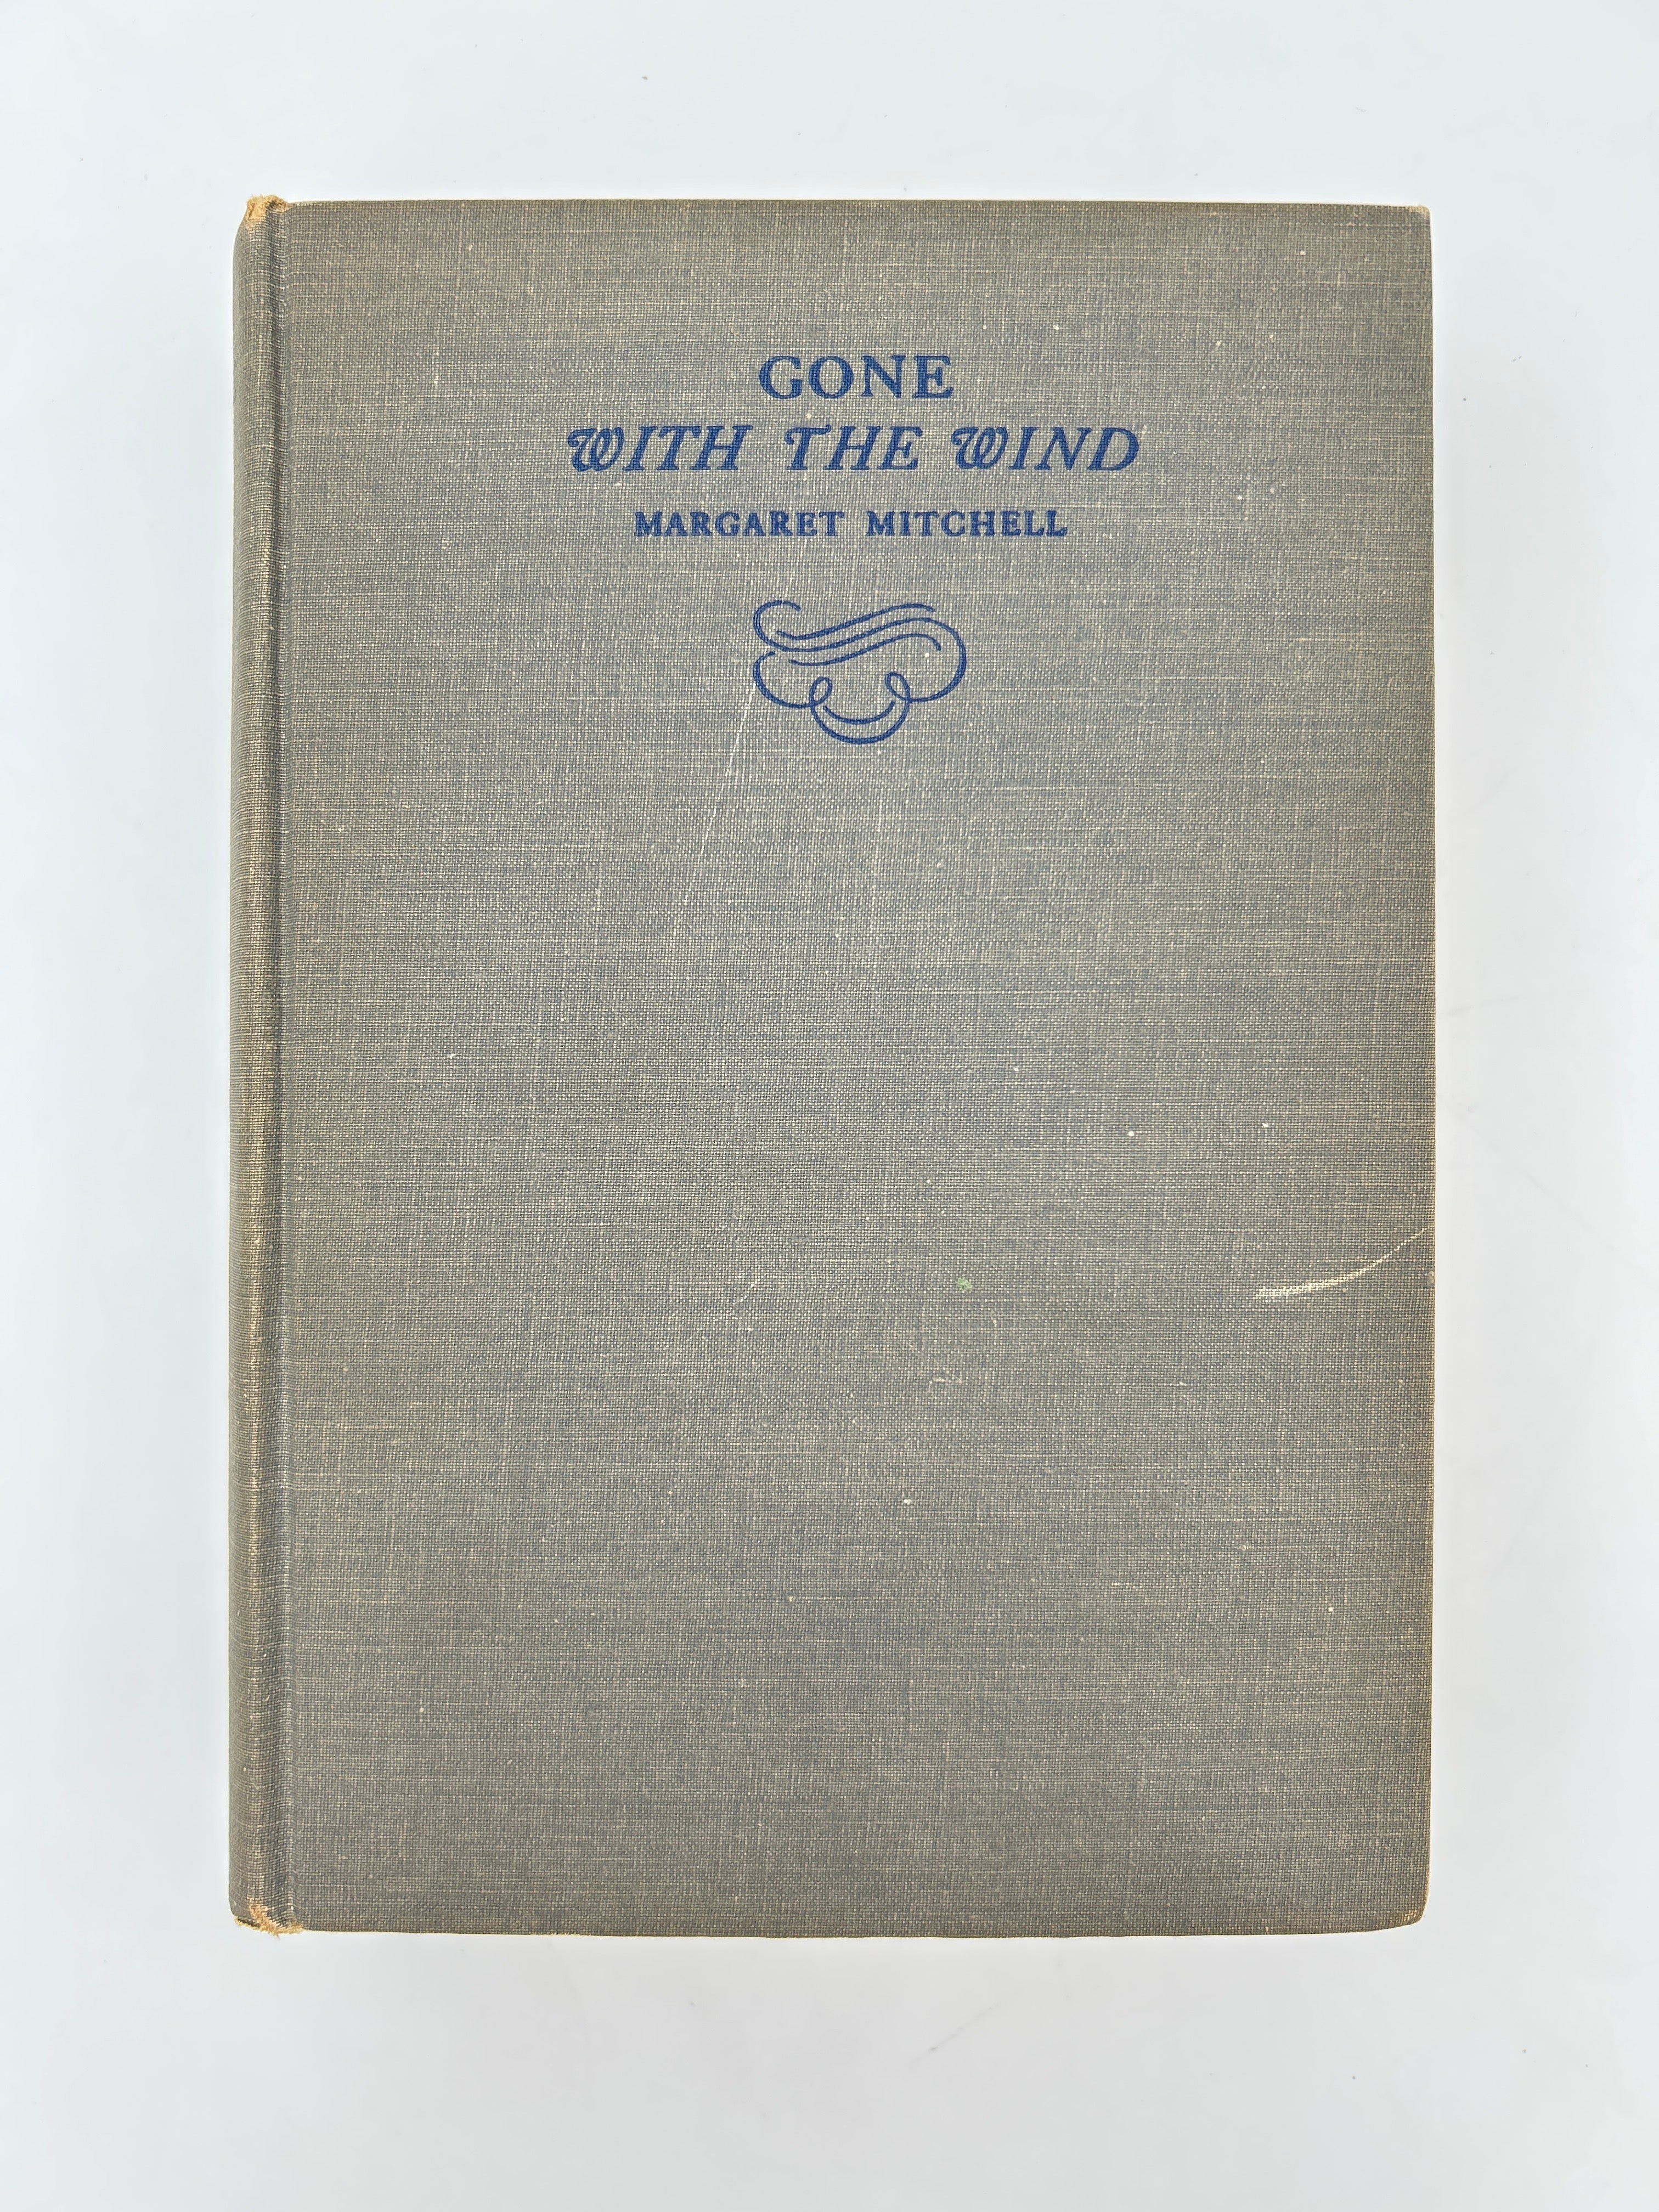 GONE
WITH THE WIND
MARGARET MITCHELL